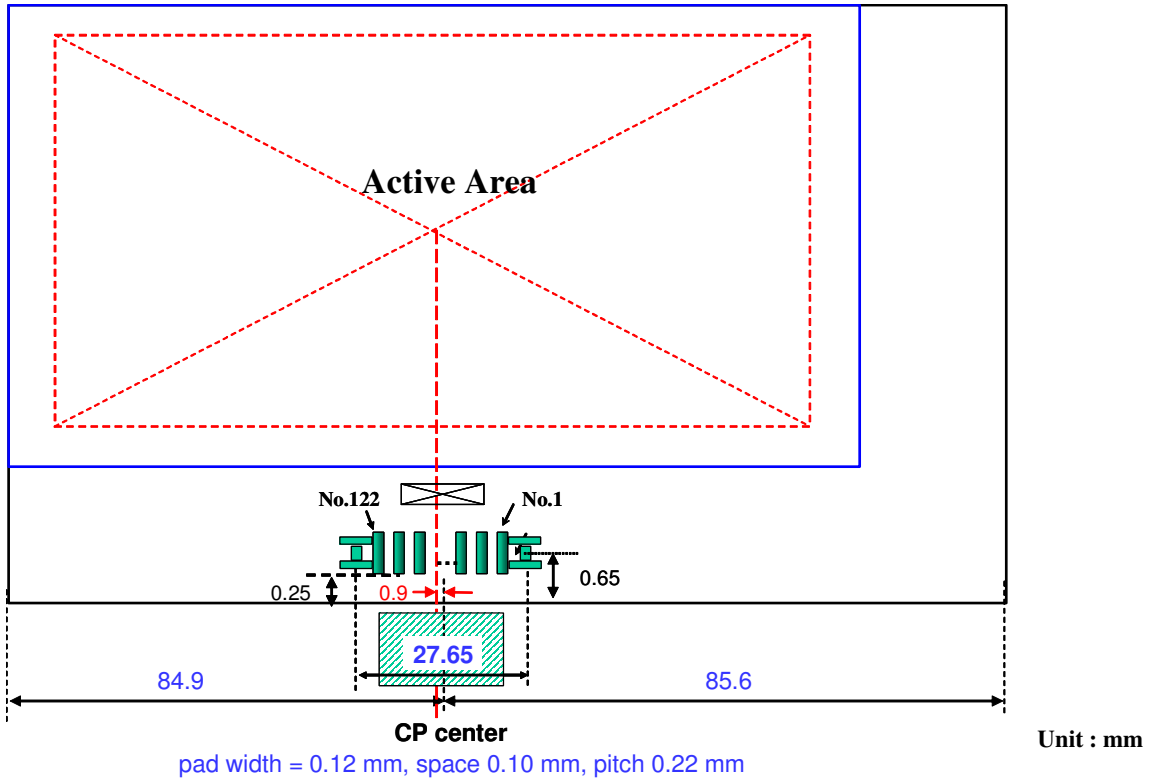 Active Area
No.122
No.1
0.25
0.9
0.65
27.65
84.9
85.6
CP center
Unit : mm
pad width = 0.12 mm, space 0.10 mm, pitch 0.22 mm